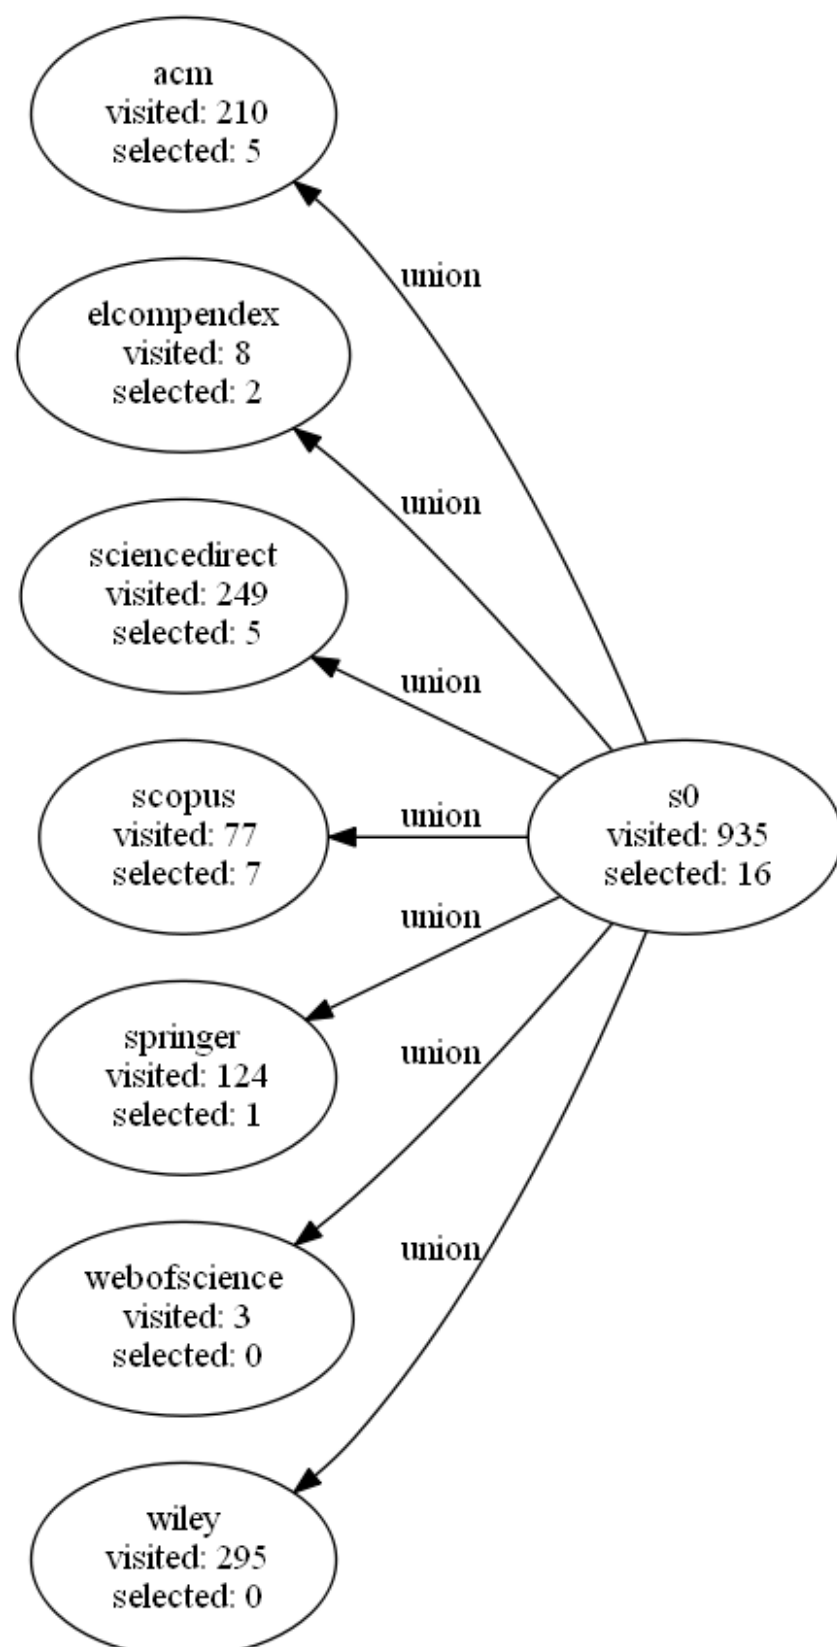 acm
visited: 210
selected: 5
union
elcompendex
visited: 8
selected: 2
union
sciencedirect
visited: 249
selected: 5
union
scopus
visited: 77
selected: 7
union
s0
visited: 935
selected: 16
union
springer
visited: 124
selected: 1
union
webofscience
visited: 3
selected: 0
union
wiley
visited: 295
selected: 0